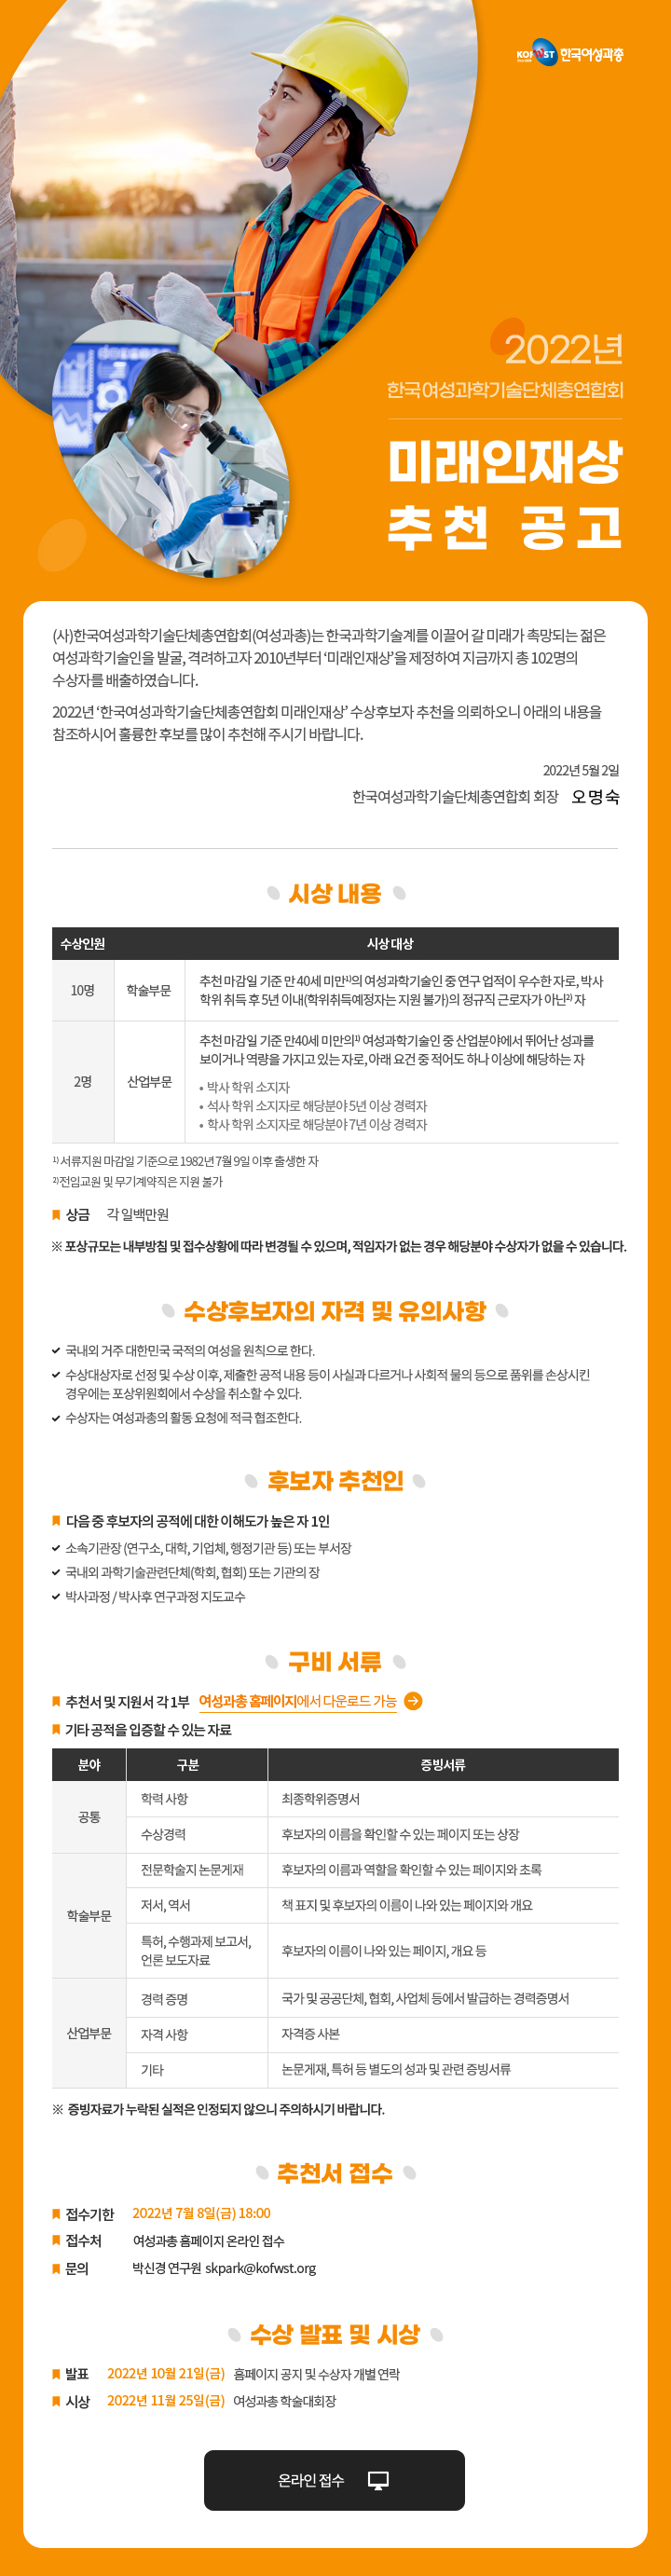 KOFWST 한국여성과총
2022년
한국여성과학기술단체총연합회
미래인재상
추천 공고
(사)한국여성과학기술단체총연합회(여성과총)는 한국과학기술계를 이끌어 갈 미래가 촉망되는 젊은
여성과학기술인을 발굴, 격려하고자 2010년부터 ‘미래인재상’을 제정하여 지금까지 총 102명의
수상자를 배출하였습니다.
2022년 ‘한국여성과학기술단체총연합회 미래인재상’ 수상후보자 추천을 의뢰하오니 아래의 내용을
참조하시어 훌륭한 후보를 많이 추천해 주시기 바랍니다.
2022년 5월 2일
한국여성과학기술단체총연합회 회장 오명숙
시상 내용
수상인원 시상 대상
10명 학술부문 추천 마감일 기준 만 40세 미만¹⁾의 여성과학기술인 중 연구 업적이 우수한 자로, 박사
학위 취득 후 5년 이내(학위취득예정자는 지원 불가)의 정규직 근로자가 아닌²⁾ 자
2명 산업부문 추천 마감일 기준 만40세 미만의¹⁾ 여성과학기술인 중 산업분야에서 뛰어난 성과를
보이거나 역량을 가지고 있는 자로, 아래 요건 중 적어도 하나 이상에 해당하는 자
• 박사 학위 소지자
• 석사 학위 소지자로 해당분야 5년 이상 경력자
• 학사 학위 소지자로 해당분야 7년 이상 경력자
¹⁾ 서류지원 마감일 기준으로 1982년 7월 9일 이후 출생한 자
²⁾전임교원 및 무기계약직은 지원 불가
상금 각 일백만원
※ 포상규모는 내부방침 및 접수상황에 따라 변경될 수 있으며, 적임자가 없는 경우 해당분야 수상자가 없을 수 있습니다.
수상후보자의 자격 및 유의사항
국내외 거주 대한민국 국적의 여성을 원칙으로 한다.
수상대상자로 선정 및 수상 이후, 제출한 공적 내용 등이 사실과 다르거나 사회적 물의 등으로 품위를 손상시킨
경우에는 포상위원회에서 수상을 취소할 수 있다.
수상자는 여성과총의 활동 요청에 적극 협조한다.
후보자 추천인
다음 중 후보자의 공적에 대한 이해도가 높은 자 1인
소속기관장 (연구소, 대학, 기업체, 행정기관 등) 또는 부서장
국내외 과학기술관련단체(학회, 협회) 또는 기관의 장
박사과정 / 박사후 연구과정 지도교수
구비 서류
추천서 및 지원서 각 1부 여성과총 홈페이지에서 다운로드 가능
기타 공적을 입증할 수 있는 자료
분야 구분 증빙서류
공통 학력 사항 최종학위증명서
수상경력 후보자의 이름을 확인할 수 있는 페이지 또는 상장
학술부문 전문학술지 논문게재 후보자의 이름과 역할을 확인할 수 있는 페이지와 초록
저서, 역서 책 표지 및 후보자의 이름이 나와 있는 페이지와 개요
특허, 수행과제 보고서,
언론 보도자료 후보자의 이름이 나와 있는 페이지, 개요 등
산업부문 경력 증명 국가 및 공공단체, 협회, 사업체 등에서 발급하는 경력증명서
자격 사항 자격증 사본
기타 논문게재, 특허 등 별도의 성과 및 관련 증빙서류
※ 증빙자료가 누락된 실적은 인정되지 않으니 주의하시기 바랍니다.
추천서 접수
접수기한 2022년 7월 8일(금) 18:00
접수처 여성과총 홈페이지 온라인 접수
문의 박신경 연구원 skpark@kofwst.org
수상 발표 및 시상
발표 2022년 10월 21일(금) 홈페이지 공지 및 수상자 개별 연락
시상 2022년 11월 25일(금) 여성과총 학술대회장
온라인 접수